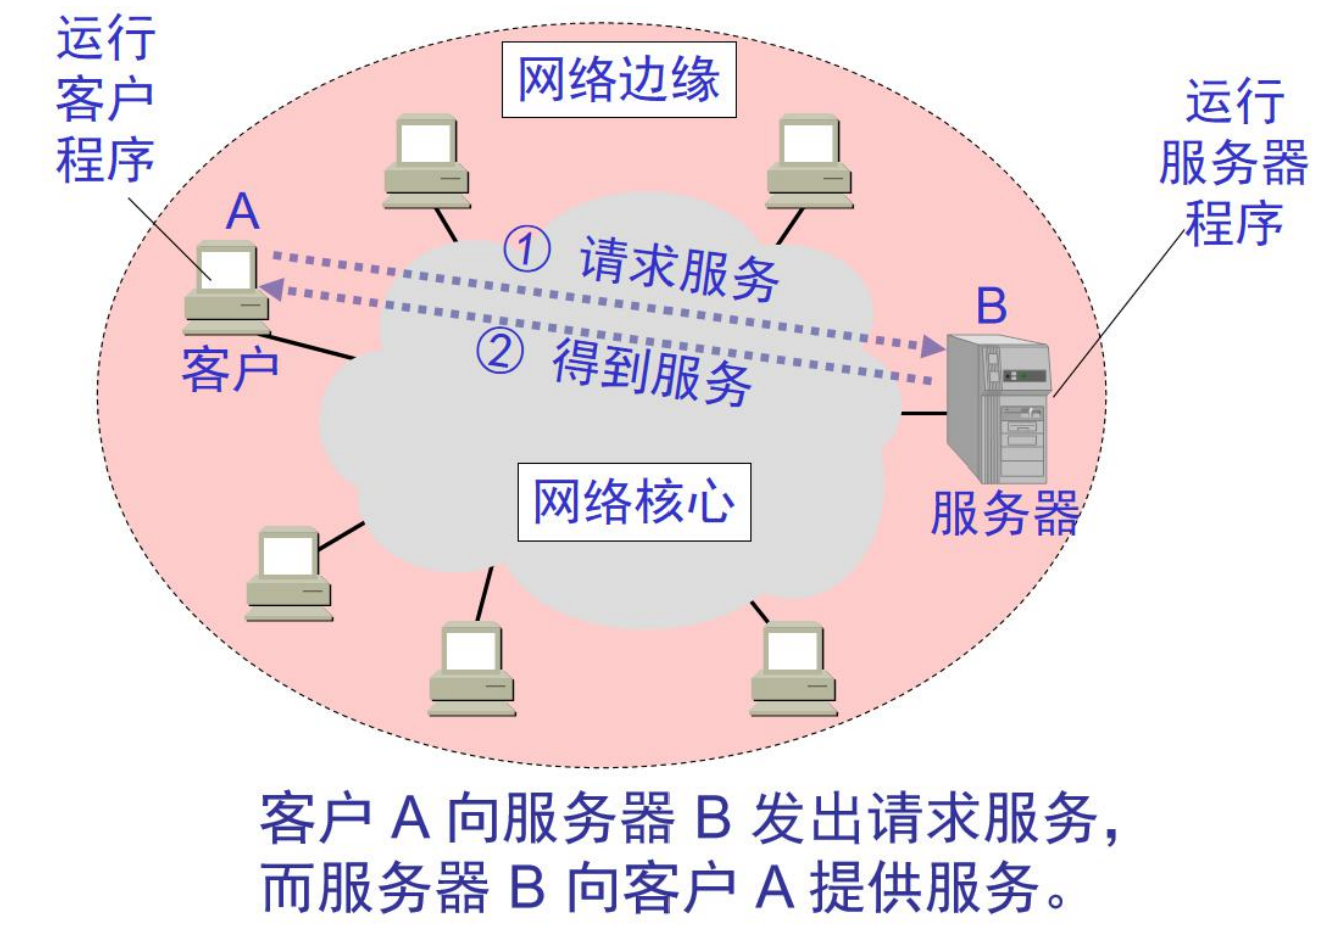 运行
客户
程序
网络边缘
运行
服务器
程序
A
① 请求服务
B
② 得到服务
客户
网络核心
服务器
客户 A 向服务器 B 发出请求服务，
而服务器 B 向客户 A 提供服务。